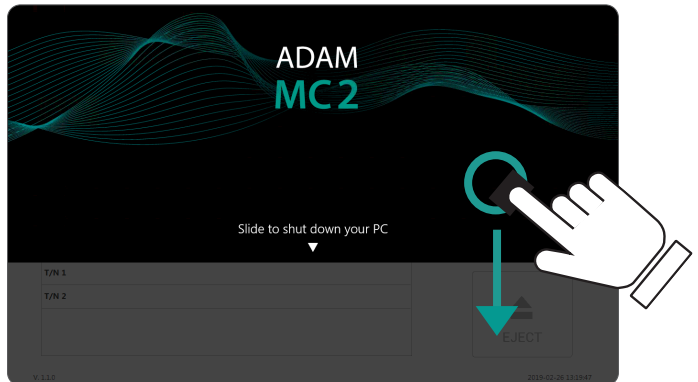 ADAM
MC2
Slide to shut down your PC
T/N 1
T/N 2
EJECT
V. 1.1.0
2019-02-26 13:19:47